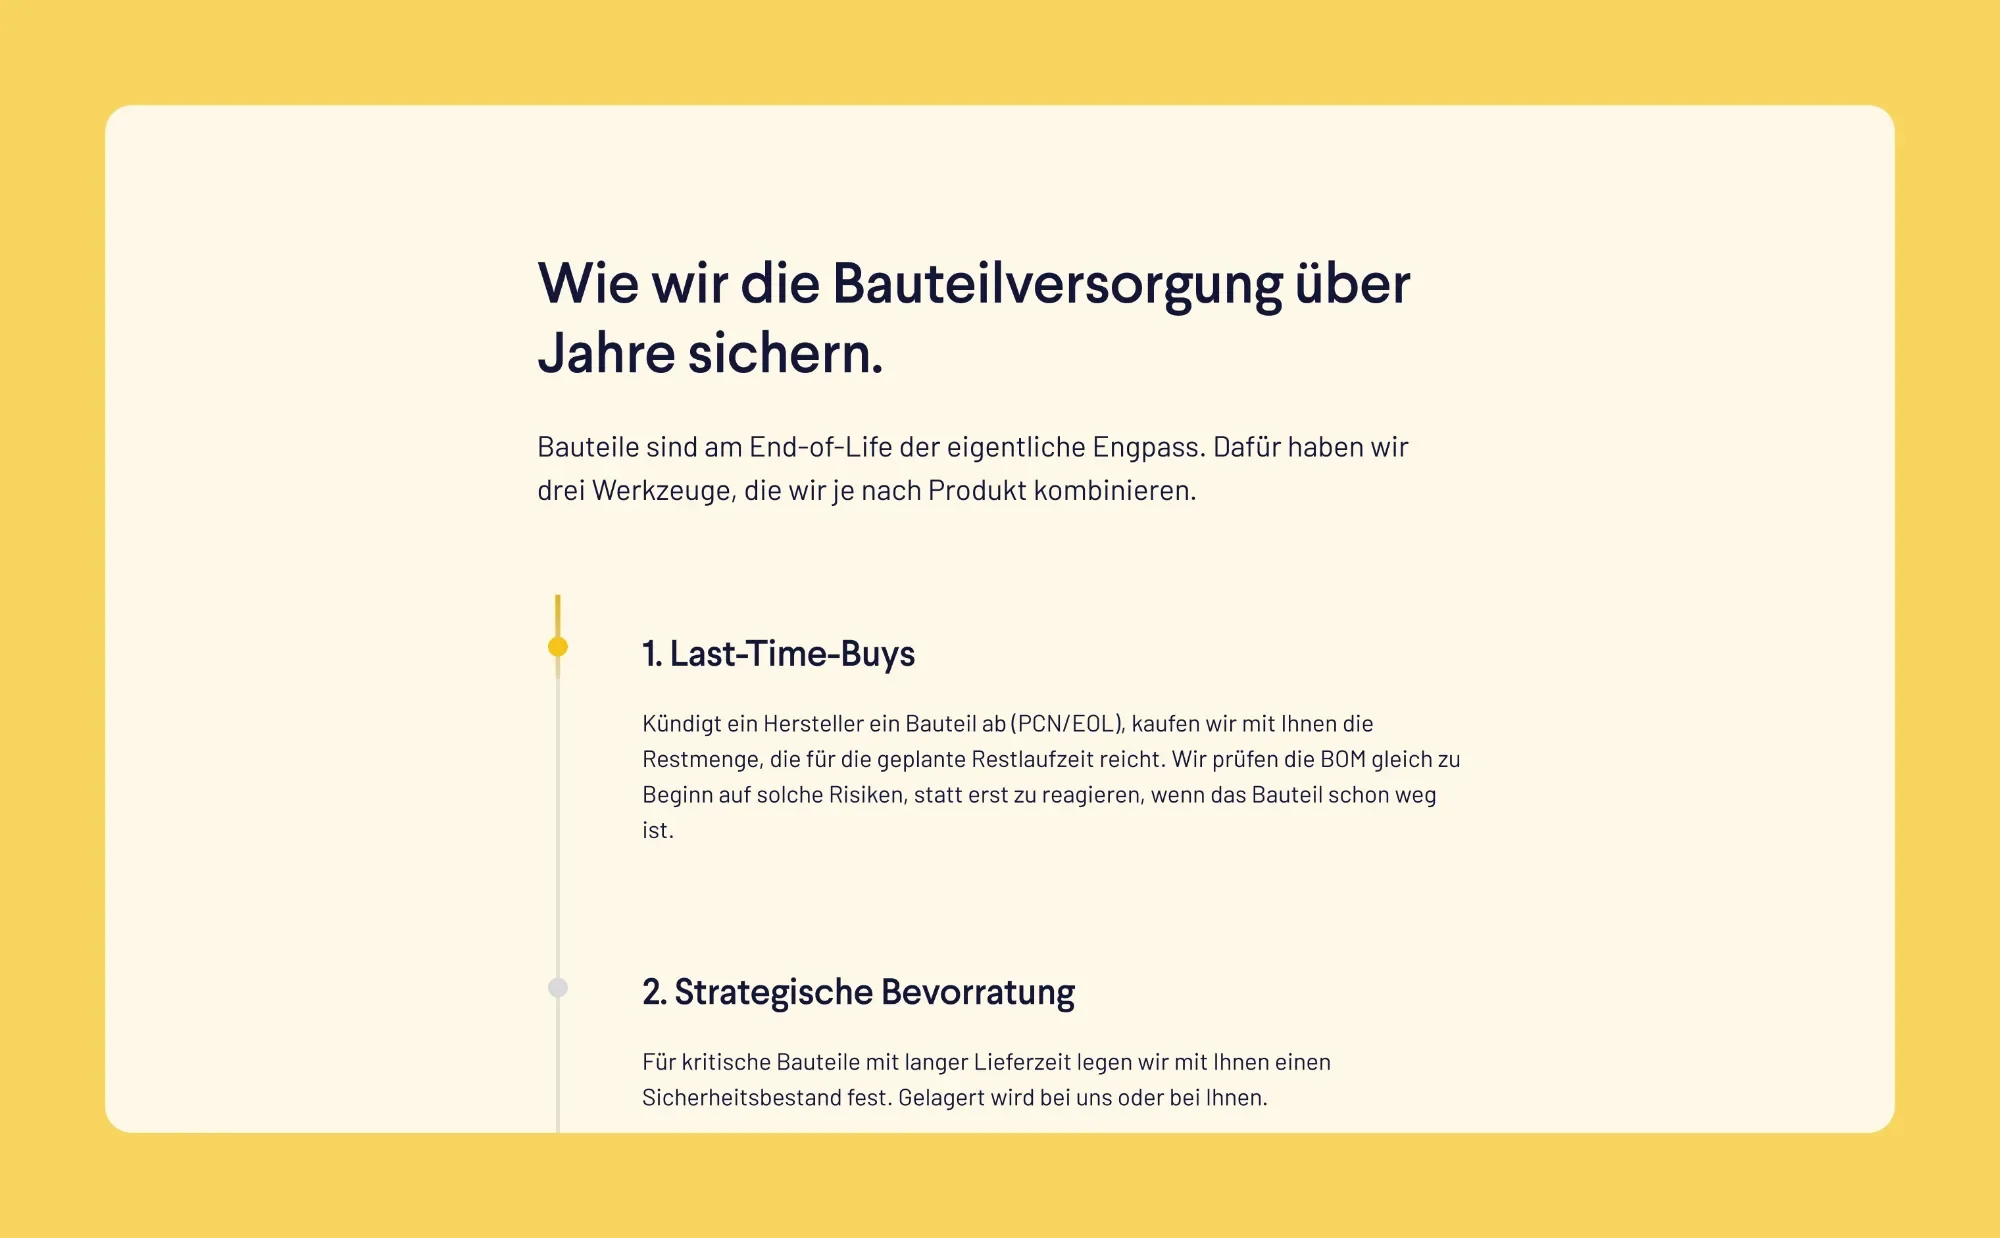 Wie wir die Bauteilversorgung über
Jahre sichern.
Bauteile sind am End-of-Life der eigentliche Engpass. Dafür haben wir
drei Werkzeuge, die wir je nach Produkt kombinieren.
1. Last-Time-Buys
Kündigt ein Hersteller ein Bauteil ab (PCN/EOL), kaufen wir mit Ihnen die
Restmenge, die für die geplante Restlaufzeit reicht. Wir prüfen die BOM gleich zu
Beginn auf solche Risiken, statt erst zu reagieren, wenn das Bauteil schon weg
ist.
2. Strategische Bevorratung
Für kritische Bauteile mit langer Lieferzeit legen wir mit Ihnen einen
Sicherheitsbestand fest. Gelagert wird bei uns oder bei Ihnen.